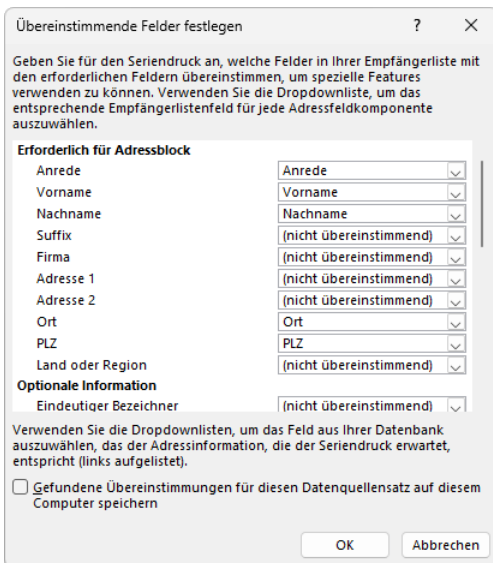 Übereinstimmende Felder festlegen ? ×
Geben Sie für den Seriendruck an, welche Felder in Ihrer Empfängerliste mit
den erforderlichen Feldern übereinstimmen, um spezielle Features
verwenden zu können. Verwenden Sie die Dropdownliste, um das
entsprechende Empfängerlistenfeld für jede Adressfeldkomponente
auszuwählen.
Erforderlich für Adressblock
Anrede Anrede
Vorname Vorname
Nachname Nachname
Suffix (nicht übereinstimmend)
Firma (nicht übereinstimmend)
Adresse 1 (nicht übereinstimmend)
Adresse 2 (nicht übereinstimmend)
Ort Ort
PLZ PLZ
Land oder Region (nicht übereinstimmend)
Optionale Information
Eindeutiger Bezeichner (nicht übereinstimmend)
Verwenden Sie die Dropdownlisten, um das Feld aus Ihrer Datenbank
auszuwählen, das der Adressinformation, die der Seriendruck erwartet,
entspricht (links aufgelistet).
Gefundene Übereinstimmungen für diesen Datenquellensatz auf diesem
Computer speichern
OK Abbrechen